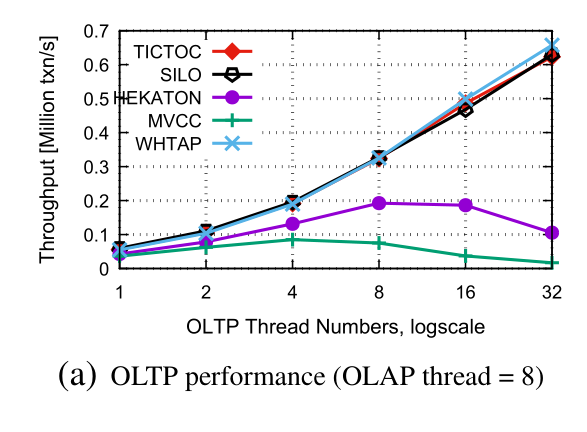 Throughput [Million txn/s]
0.7
0.6
0.5
0.4
0.3
0.2
0.1
0
TICTOC
SILO
HEKATON
MVCC
WHTAP
1 2 4 8 16 32
OLTP Thread Numbers, logscale
(a) OLTP performance (OLAP thread = 8)